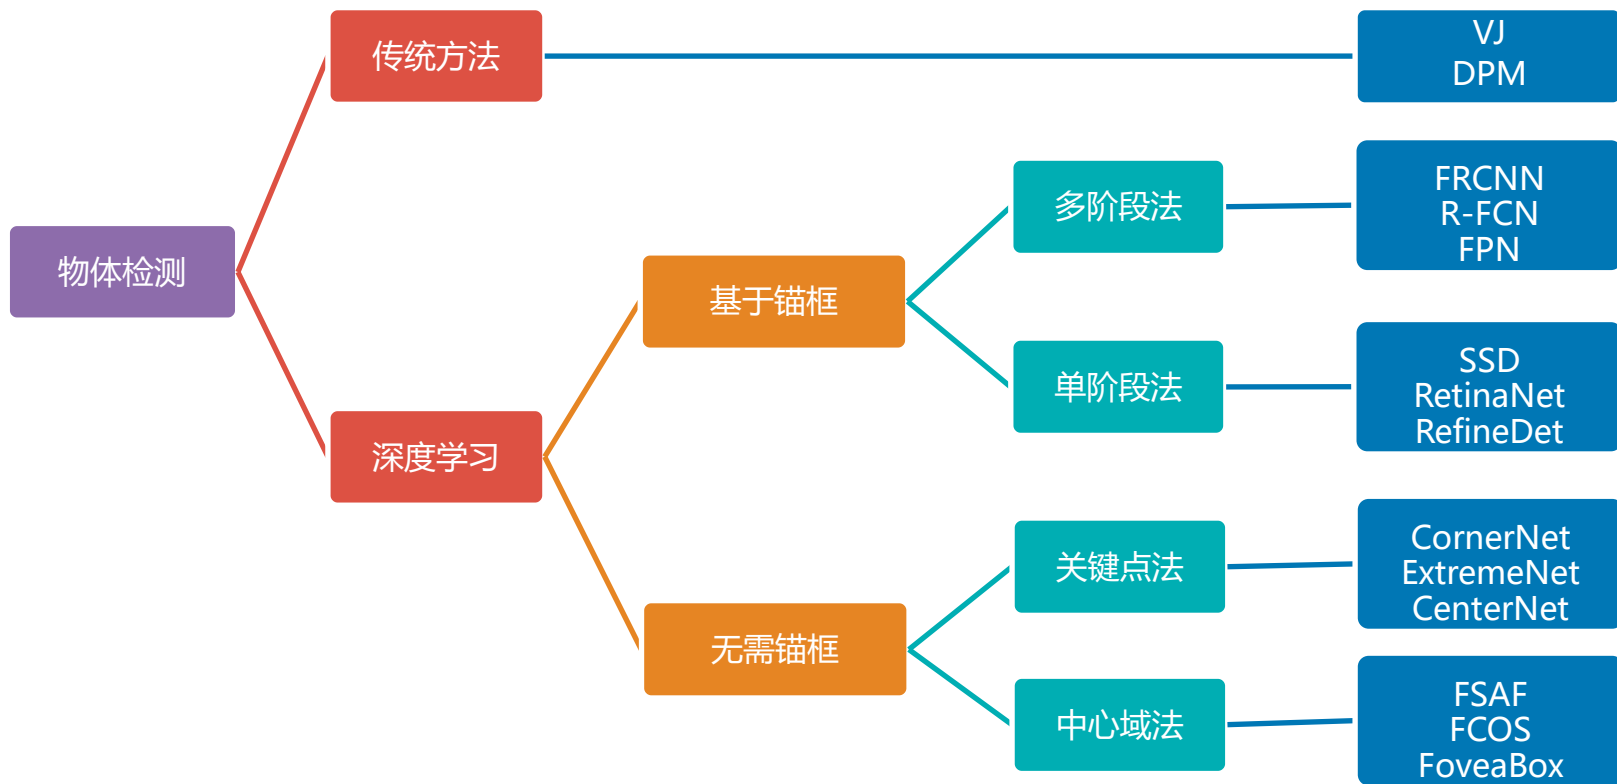 传统方法
VJ
DPM
物体检测
深度学习
基于锚框
多阶段法
FRCNN
R-FCN
FPN
单阶段法
SSD
RetinaNet
RefineDet
无需锚框
关键点法
CornerNet
ExtremeNet
CenterNet
中心域法
FSAF
FCOS
FoveaBox